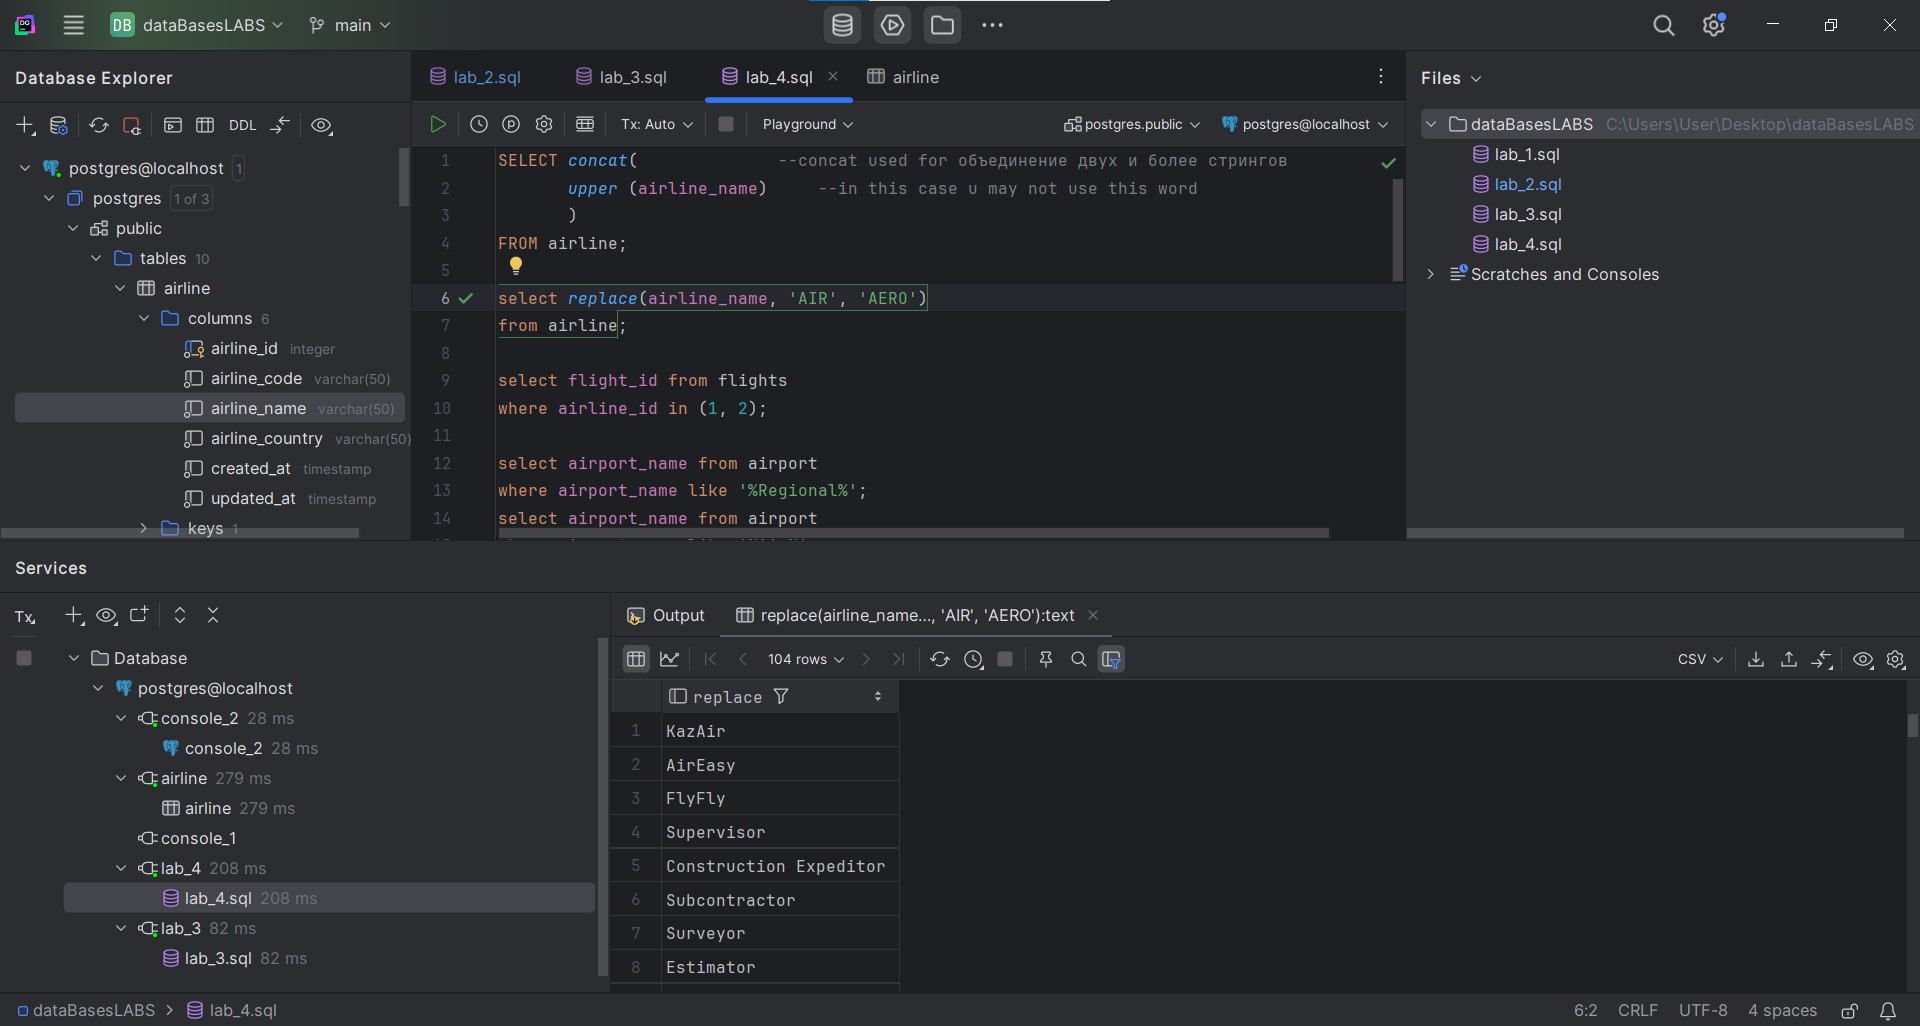 DB dataBasesLABS main
Database Explorer
lab_2.sql lab_3.sql lab_4.sql airline
Files
DDL
Tx: Auto Playground postgres.public postgres@localhost
dataBasesLABS C:\Users\User\Desktop\dataBasesLABS
lab_1.sql
lab_2.sql
lab_3.sql
lab_4.sql
Scratches and Consoles
postgres@localhost 1
postgres 1 of 3
public
tables 10
airline
columns 6
airline_id integer
airline_code varchar(50)
airline_name varchar(50)
airline_country varchar(50)
created_at timestamp
updated_at timestamp
keys 1
1 SELECT concat( --concat used for объединение двух и более стрингов
2 upper (airline_name) --in this case u may not use this word
3 )
4 FROM airline;
5
6 select replace(airline_name, 'AIR', 'AERO')
7 from airline;
8
9 select flight_id from flights
10 where airline_id in (1, 2);
11
12 select airport_name from airport
13 where airport_name like '%Regional%';
14 select airport_name from airport
Services
Tx
Database
postgres@localhost
console_2 28 ms
console_2 28 ms
airline 279 ms
airline 279 ms
console_1
lab_4 208 ms
lab_4.sql 208 ms
lab_3 82 ms
lab_3.sql 82 ms
Output replace(airline_name..., 'AIR', 'AERO'):text
104 rows CSV
replace
1 KazAir
2 AirEasy
3 FlyFly
4 Supervisor
5 Construction Expeditor
6 Subcontractor
7 Surveyor
8 Estimator
dataBasesLABS > lab_4.sql 6:2 CRLF UTF-8 4 spaces